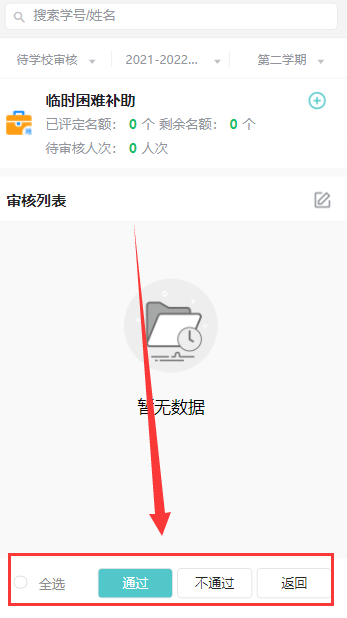 搜索学号/姓名
待学校审核 2021-2022... 第二学期
临时困难补助
已评定名额： 0 个 剩余名额： 0 个
待审核人次： 0 人次
审核列表
暂无数据
全选 通过 不通过 返回